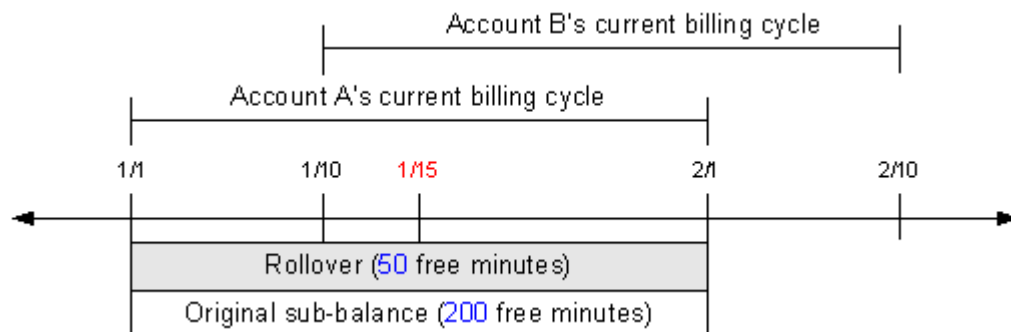 Account B's current billing cycle
Account A's current billing cycle
1/1 1/10 1/15 2/1 2/10
Rollover (50 free minutes)
Original sub-balance (200 free minutes)